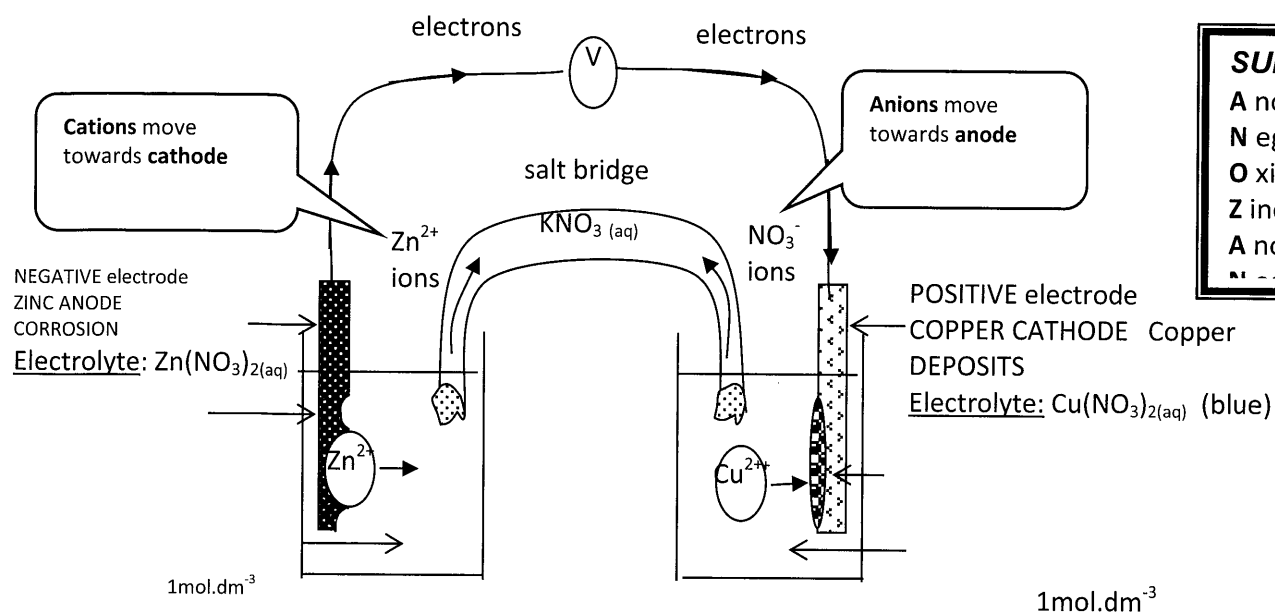 electrons
electrons
V
Cations move
towards cathode
Anions move
towards anode
salt bridge
KNO₃ (aq)
Zn²⁺
ions
NO₃⁻
ions
SU
A no
N eg
O xi
Z in
A no
NEGATIVE electrode
ZINC ANODE
CORROSION
Electrolyte: Zn(NO₃)₂(aq)
POSITIVE electrode
COPPER CATHODE Copper
DEPOSITS
Electrolyte: Cu(NO₃)₂(aq) (blue)
Zn²⁺
Cu²⁺⁺
1mol.dm⁻³
1mol.dm⁻³